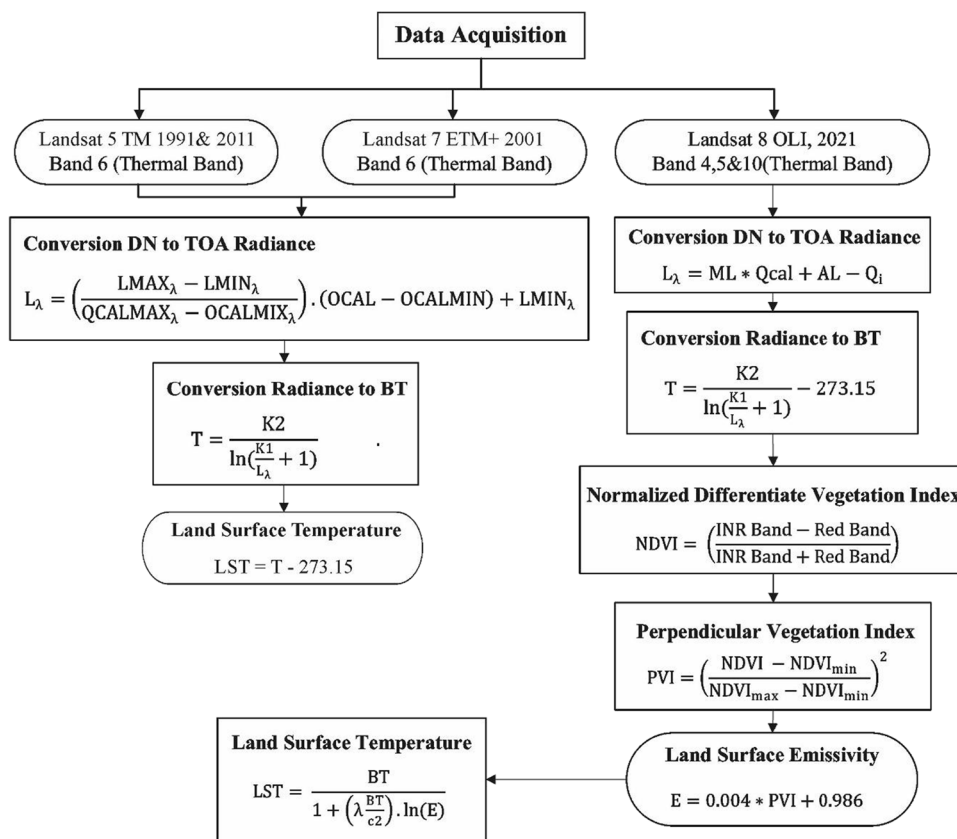 Data Acquisition
Landsat 5 TM 1991& 2011
Band 6 (Thermal Band)
Landsat 7 ETM+ 2001
Band 6 (Thermal Band)
Landsat 8 OLI, 2021
Band 4,5&10(Thermal Band)
Conversion DN to TOA Radiance
L_λ = ((LMAX_λ − LMIN_λ)/(QCALMAX_λ − OCALMIX_λ)).(OCAL − OCALMIN) + LMIN_λ
Conversion Radiance to BT
T = K2/ln(K1/L_λ + 1) .
Land Surface Temperature
LST = T - 273.15
Conversion DN to TOA Radiance
L_λ = ML * Qcal + AL − Q_i
Conversion Radiance to BT
T = K2/ln(K1/L_λ + 1) − 273.15
Normalized Differentiate Vegetation Index
NDVI = ((INR Band − Red Band)/(INR Band + Red Band))
Perpendicular Vegetation Index
PVI = ((NDVI − NDVI_min)/(NDVI_max − NDVI_min))^2
Land Surface Emissivity
E = 0.004 * PVI + 0.986
Land Surface Temperature
LST = BT/(1 + (λ BT/c2).ln(E))